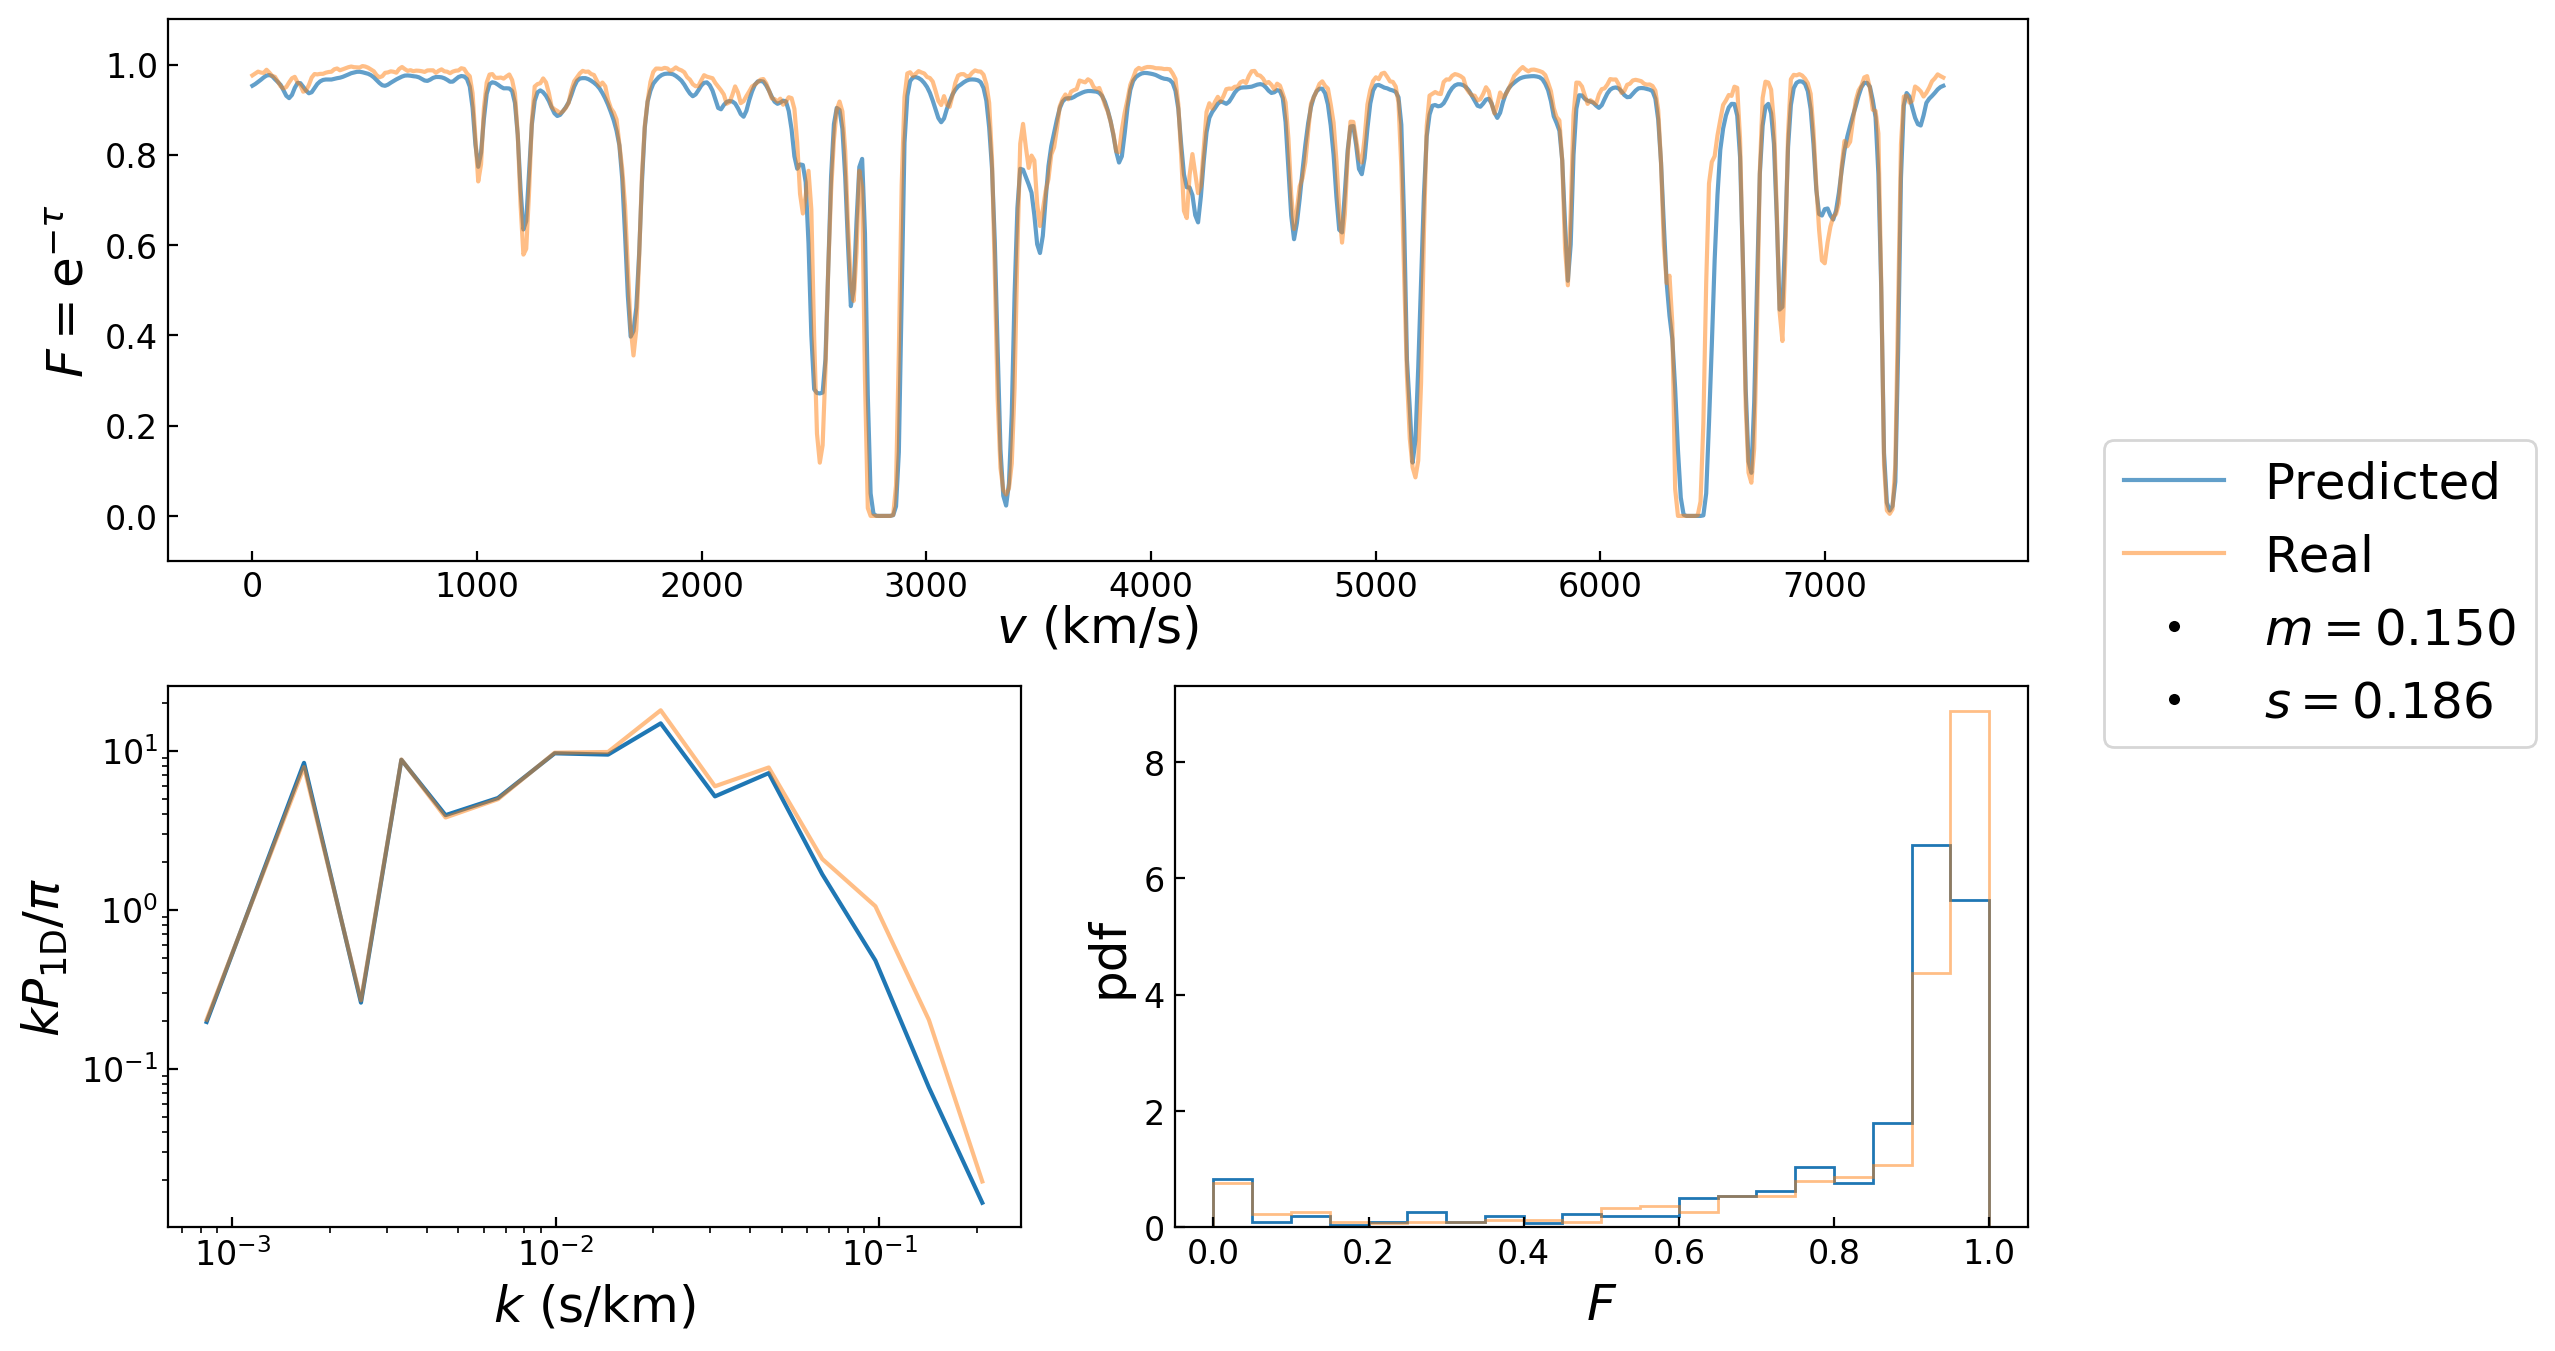 1.0
0.8
0.6
0.4
0.2
0.0
F = e^{−τ}
0 1000 2000 3000 4000 5000 6000 7000
v (km/s)
Predicted
Real
m = 0.150
s = 0.186
10^1
10^0
10^{−1}
kP_{1D}/π
10^{−3} 10^{−2} 10^{−1}
k (s/km)
8
6
4
2
0
pdf
0.0 0.2 0.4 0.6 0.8 1.0
F